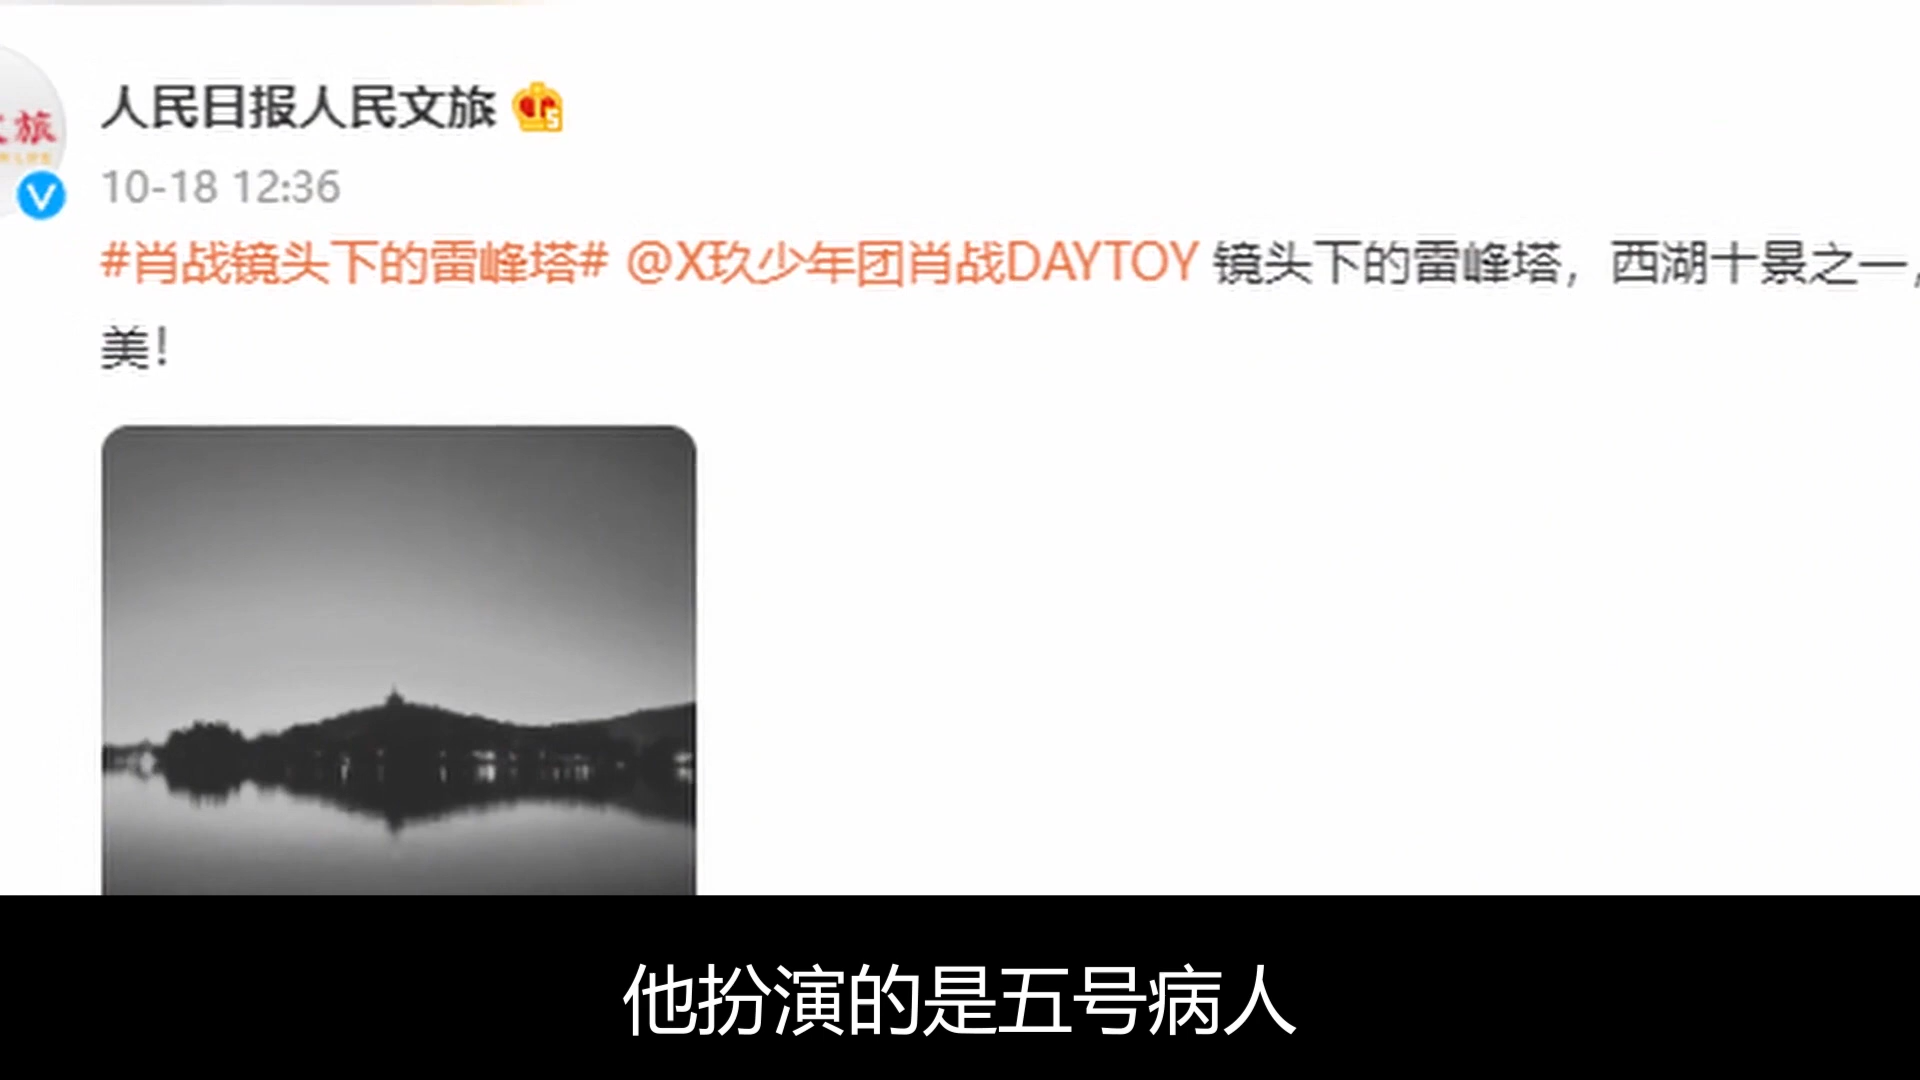 人民日报人民文旅
文旅
10-18 12:36
#肖战镜头下的雷峰塔# @X玖少年团肖战DAYTOY 镜头下的雷峰塔，西湖十景之一，
美！
他扮演的是五号病人